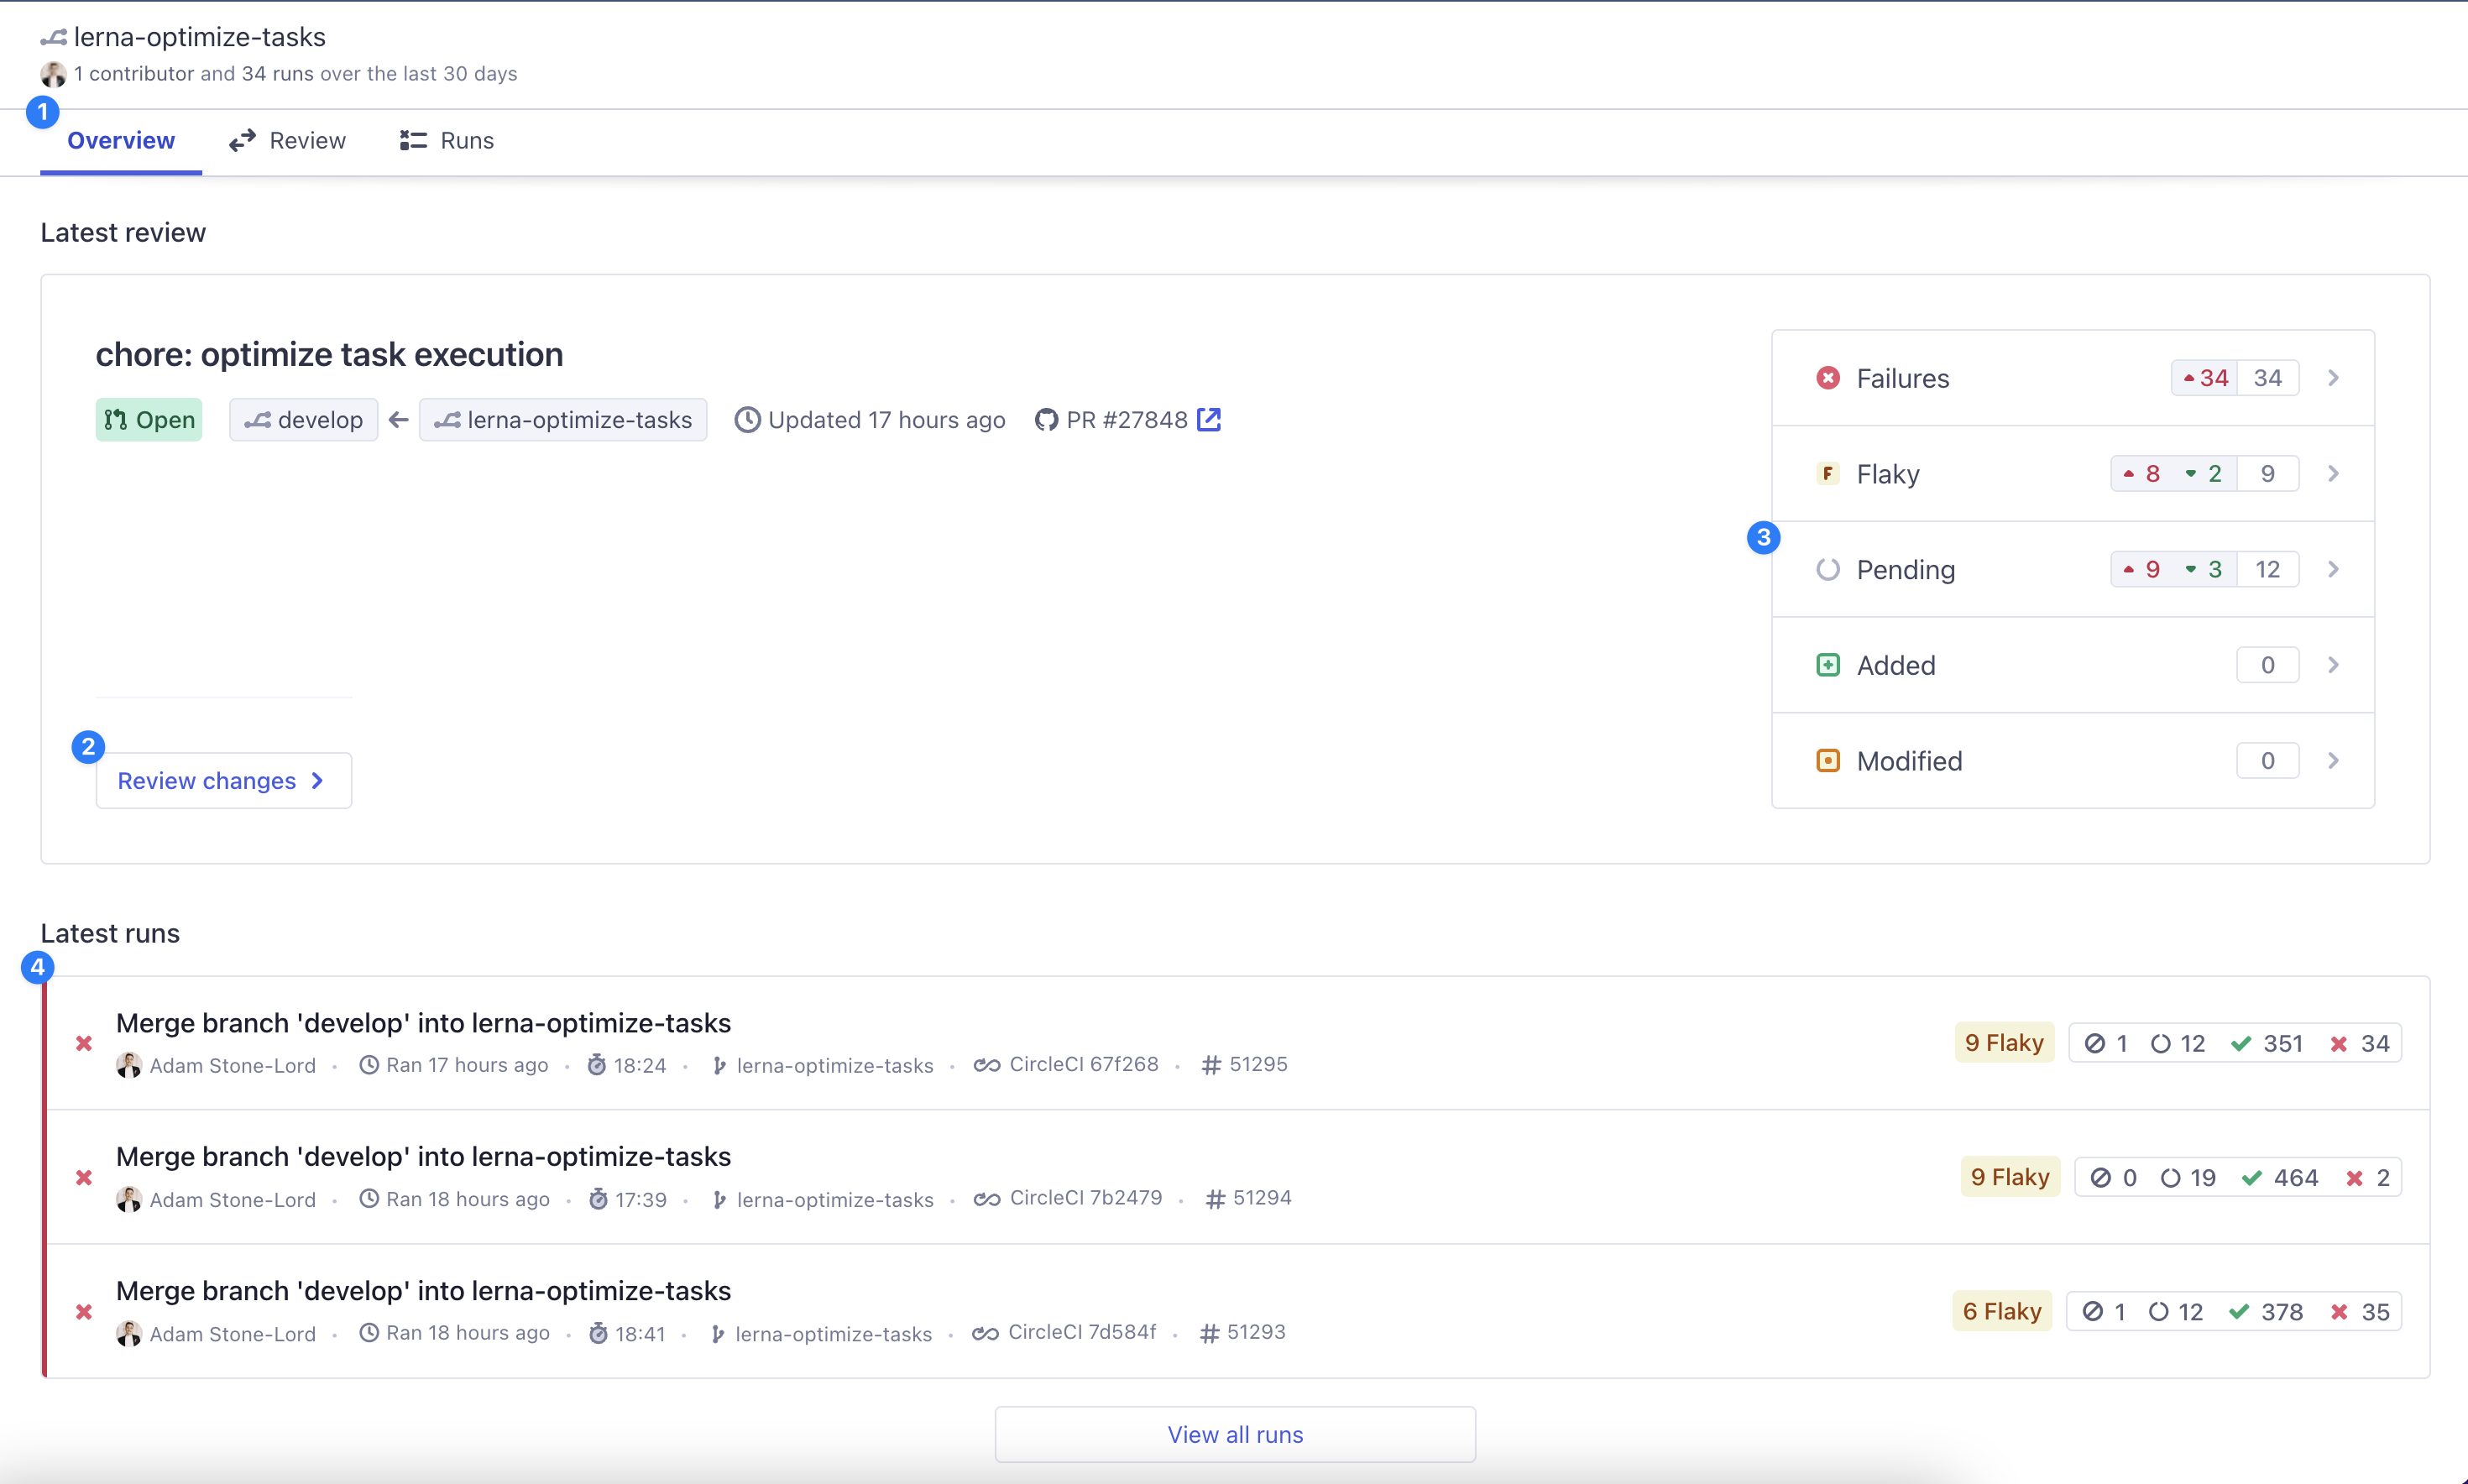 lerna-optimize-tasks
1 contributor and 34 runs over the last 30 days
1
Overview
Review
Runs
Latest review
chore: optimize task execution
Open
develop
lerna-optimize-tasks
Updated 17 hours ago
PR #27848
2
Review changes
3
Failures 34 34
F Flaky 8 2 9
Pending 9 3 12
Added 0
Modified 0
Latest runs
4
Merge branch 'develop' into lerna-optimize-tasks
Adam Stone-Lord · Ran 17 hours ago · 18:24 · lerna-optimize-tasks · CircleCI 67f268 · # 51295
9 Flaky 1 12 351 34
Merge branch 'develop' into lerna-optimize-tasks
Adam Stone-Lord · Ran 18 hours ago · 17:39 · lerna-optimize-tasks · CircleCI 7b2479 · # 51294
9 Flaky 0 19 464 2
Merge branch 'develop' into lerna-optimize-tasks
Adam Stone-Lord · Ran 18 hours ago · 18:41 · lerna-optimize-tasks · CircleCI 7d584f · # 51293
6 Flaky 1 12 378 35
View all runs